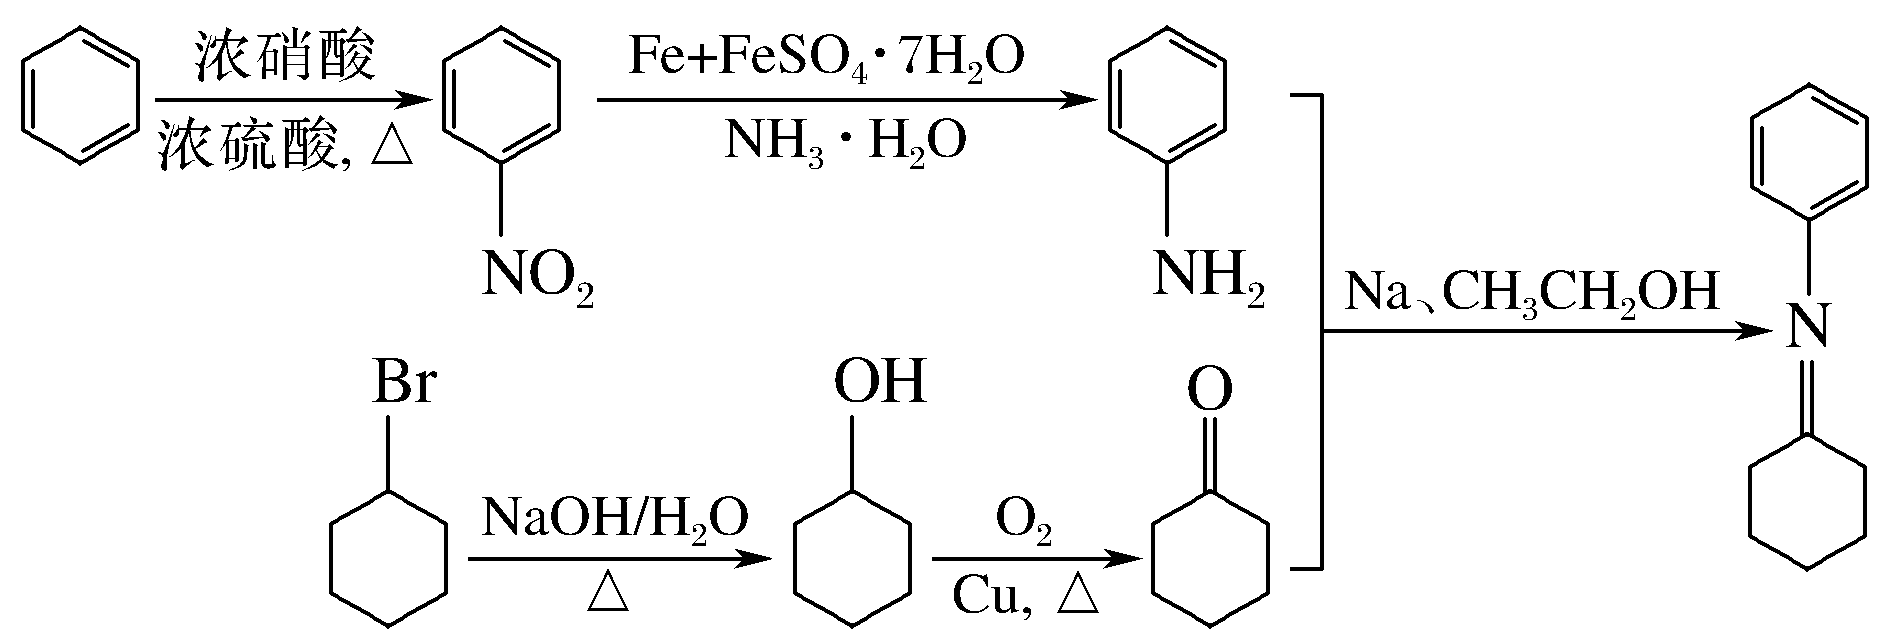 浓硝酸
浓硫酸, △
NO₂
Fe+FeSO₄·7H₂O
NH₃·H₂O
NH₂
Br
NaOH/H₂O
△
OH
O₂
Cu, △
O
Na、CH₃CH₂OH
N